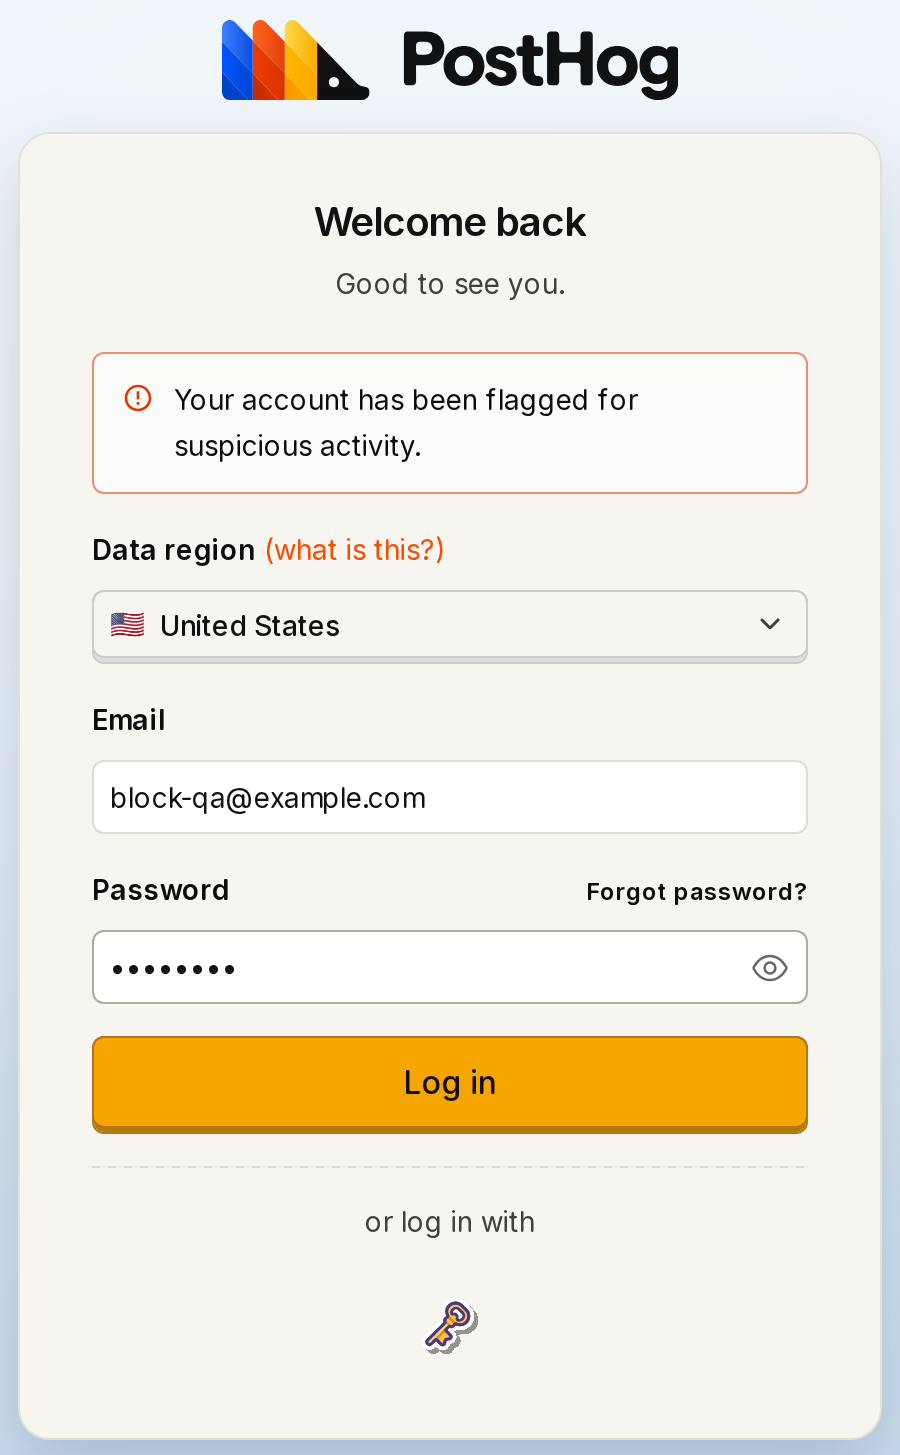 PostHog
Welcome back
Good to see you.
Your account has been flagged for
suspicious activity.
Data region (what is this?)
United States
Email
block-qa@example.com
Password
Forgot password?
••••••••
Log in
or log in with